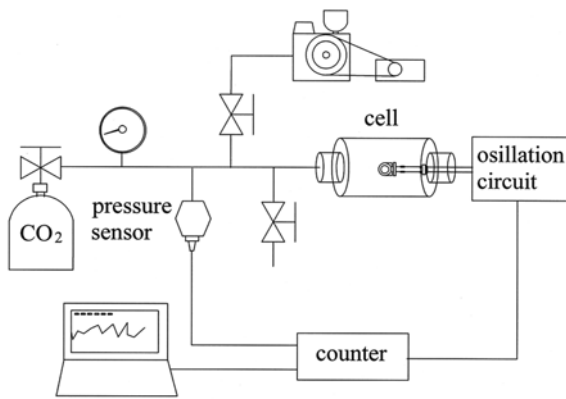 cell
osillation
circuit
pressure
sensor
CO₂
counter